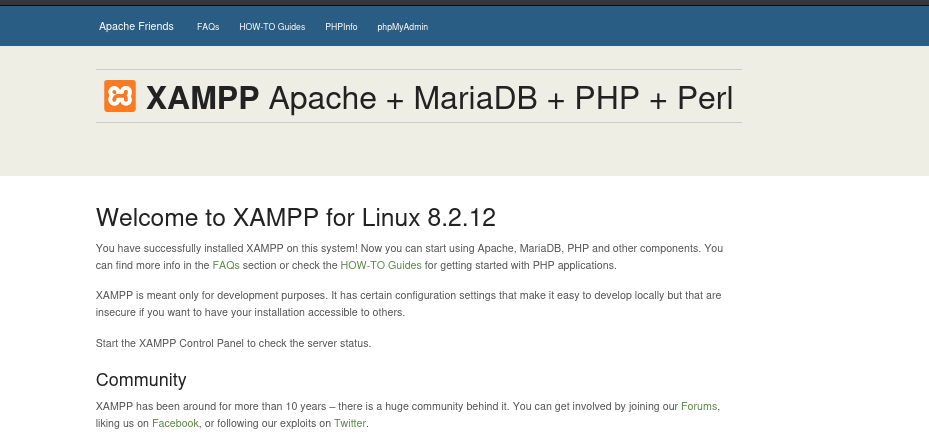 Apache Friends FAQs HOW-TO Guides PHPInfo phpMyAdmin
XAMPP Apache + MariaDB + PHP + Perl
Welcome to XAMPP for Linux 8.2.12
You have successfully installed XAMPP on this system! Now you can start using Apache, MariaDB, PHP and other components. You
can find more info in the FAQs section or check the HOW-TO Guides for getting started with PHP applications.
XAMPP is meant only for development purposes. It has certain configuration settings that make it easy to develop locally but that are
insecure if you want to have your installation accessible to others.
Start the XAMPP Control Panel to check the server status.
Community
XAMPP has been around for more than 10 years – there is a huge community behind it. You can get involved by joining our Forums,
liking us on Facebook, or following our exploits on Twitter.